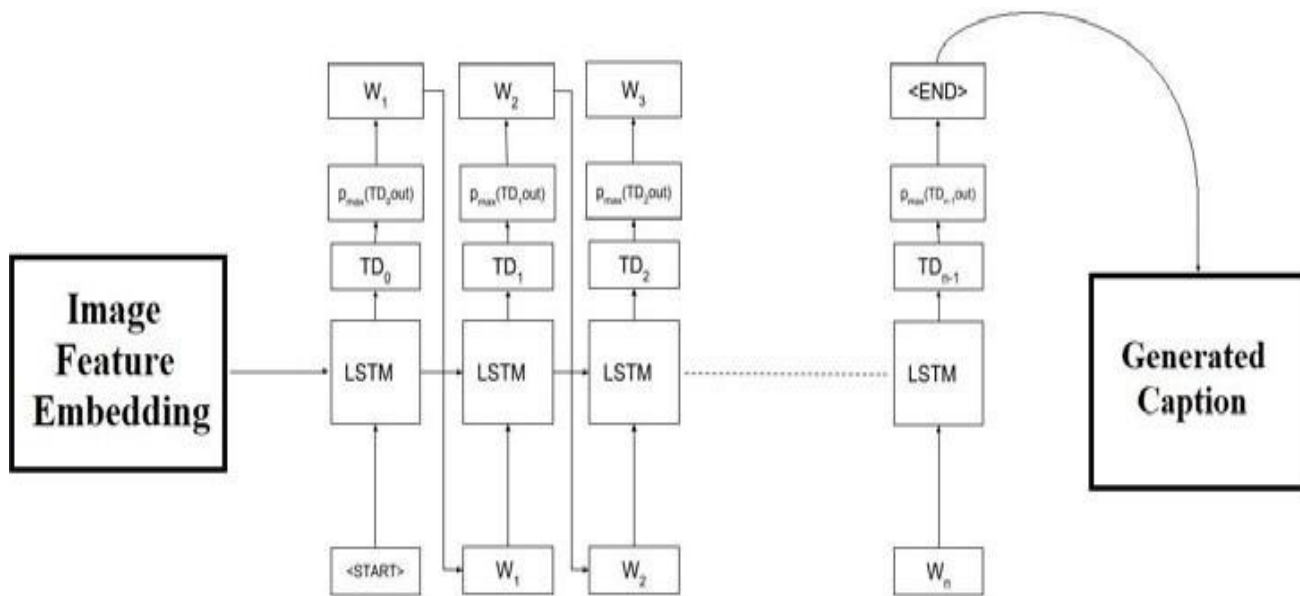 W₁ W₂ W₃ <END>
pₘₐₓ(TD₀out) pₘₐₓ(TD₁out) pₘₐₓ(TD₂out) pₘₐₓ(TDₙ₋₁out)
TD₀ TD₁ TD₂ TDₙ₋₁
Image
Feature
Embedding
LSTM LSTM LSTM LSTM
Generated
Caption
<START> W₁ W₂ Wₙ